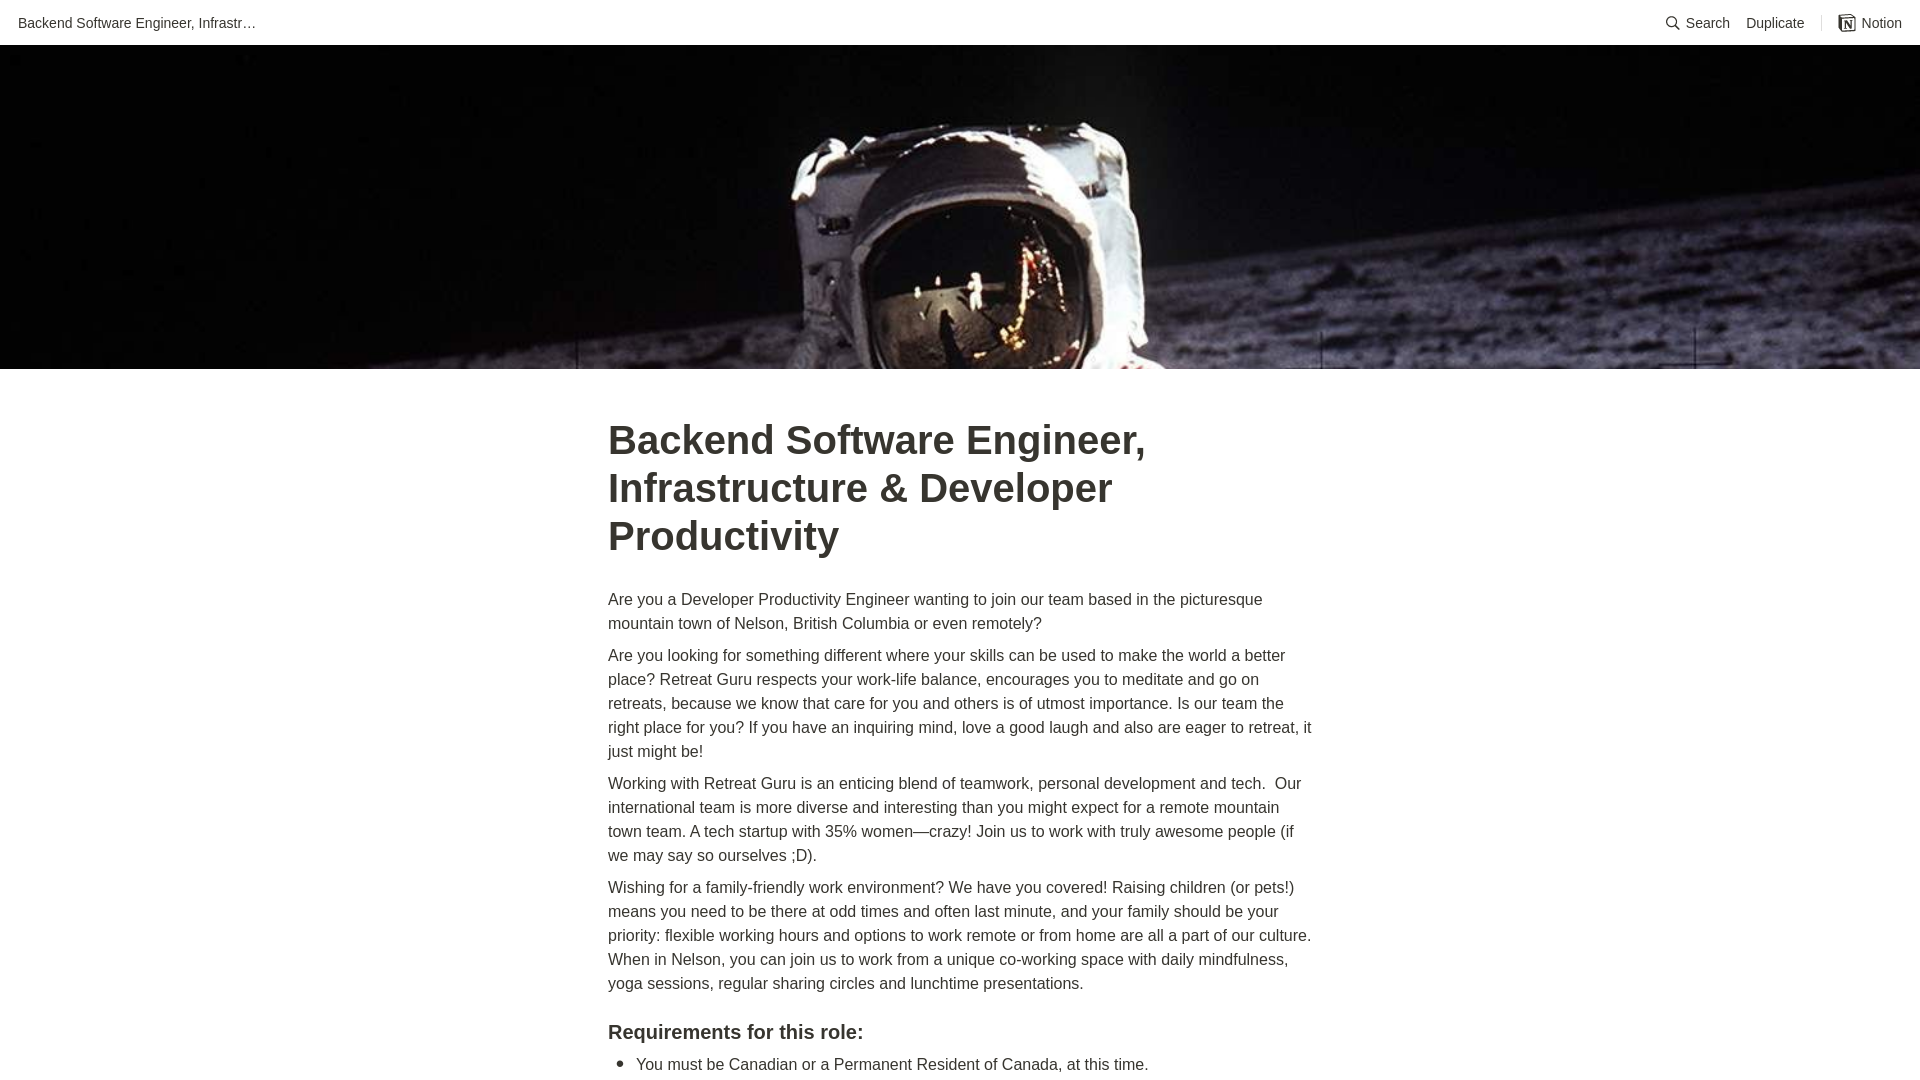 Backend Software Engineer, Infrastr…
Search
Duplicate
Notion
Backend Software Engineer,
Infrastructure & Developer
Productivity
Are you a Developer Productivity Engineer wanting to join our team based in the picturesque
mountain town of Nelson, British Columbia or even remotely?
Are you looking for something different where your skills can be used to make the world a better
place? Retreat Guru respects your work-life balance, encourages you to meditate and go on
retreats, because we know that care for you and others is of utmost importance. Is our team the
right place for you? If you have an inquiring mind, love a good laugh and also are eager to retreat, it
just might be!
Working with Retreat Guru is an enticing blend of teamwork, personal development and tech.  Our
international team is more diverse and interesting than you might expect for a remote mountain
town team. A tech startup with 35% women—crazy! Join us to work with truly awesome people (if
we may say so ourselves ;D).
Wishing for a family-friendly work environment? We have you covered! Raising children (or pets!)
means you need to be there at odd times and often last minute, and your family should be your
priority: flexible working hours and options to work remote or from home are all a part of our culture.
When in Nelson, you can join us to work from a unique co-working space with daily mindfulness,
yoga sessions, regular sharing circles and lunchtime presentations.
Requirements for this role:
• You must be Canadian or a Permanent Resident of Canada, at this time.